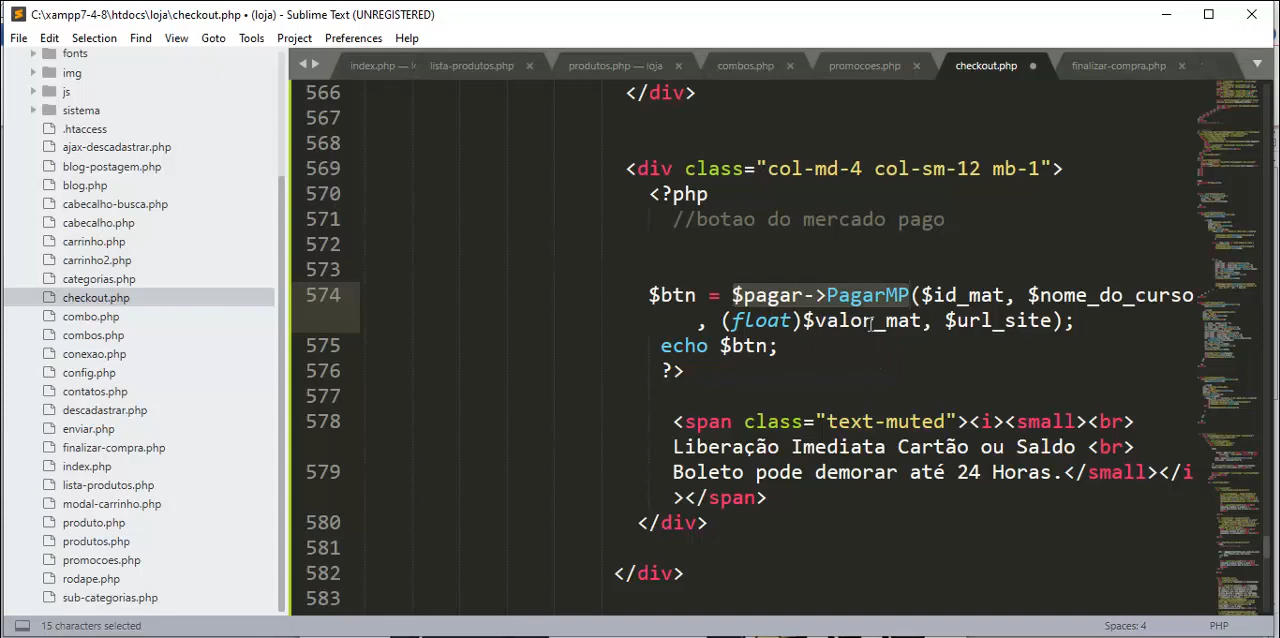 C:\xampp7-4-8\htdocs\loja\checkout.php • (loja) - Sublime Text (UNREGISTERED)
File Edit Selection Find View Goto Tools Project Preferences Help
index.php — lista-produtos.php × produtos.php — loja × combos.php × promocoes.php × checkout.php finalizar-compra.php ×
fonts
img
js
sistema
.htaccess
ajax-descadastrar.php
blog-postagem.php
blog.php
cabecalho-busca.php
cabecalho.php
carrinho.php
carrinho2.php
categorias.php
checkout.php
combo.php
combos.php
conexao.php
config.php
contatos.php
descadastrar.php
enviar.php
finalizar-compra.php
index.php
lista-produtos.php
modal-carrinho.php
produto.php
produtos.php
promocoes.php
rodape.php
sub-categorias.php
566 </div>
567
568
569 <div class="col-md-4 col-sm-12 mb-1">
570 <?php
571 //botao do mercado pago
572
573
574 $btn = $pagar->PagarMP($id_mat, $nome_do_curso
, (float)$valor_mat, $url_site);
575 echo $btn;
576 ?>
577
578 <span class="text-muted"><i><small><br>
Liberação Imediata Cartão ou Saldo <br>
579 Boleto pode demorar até 24 Horas.</small></i
></span>
580 </div>
581
582 </div>
583
15 characters selected Spaces: 4 PHP